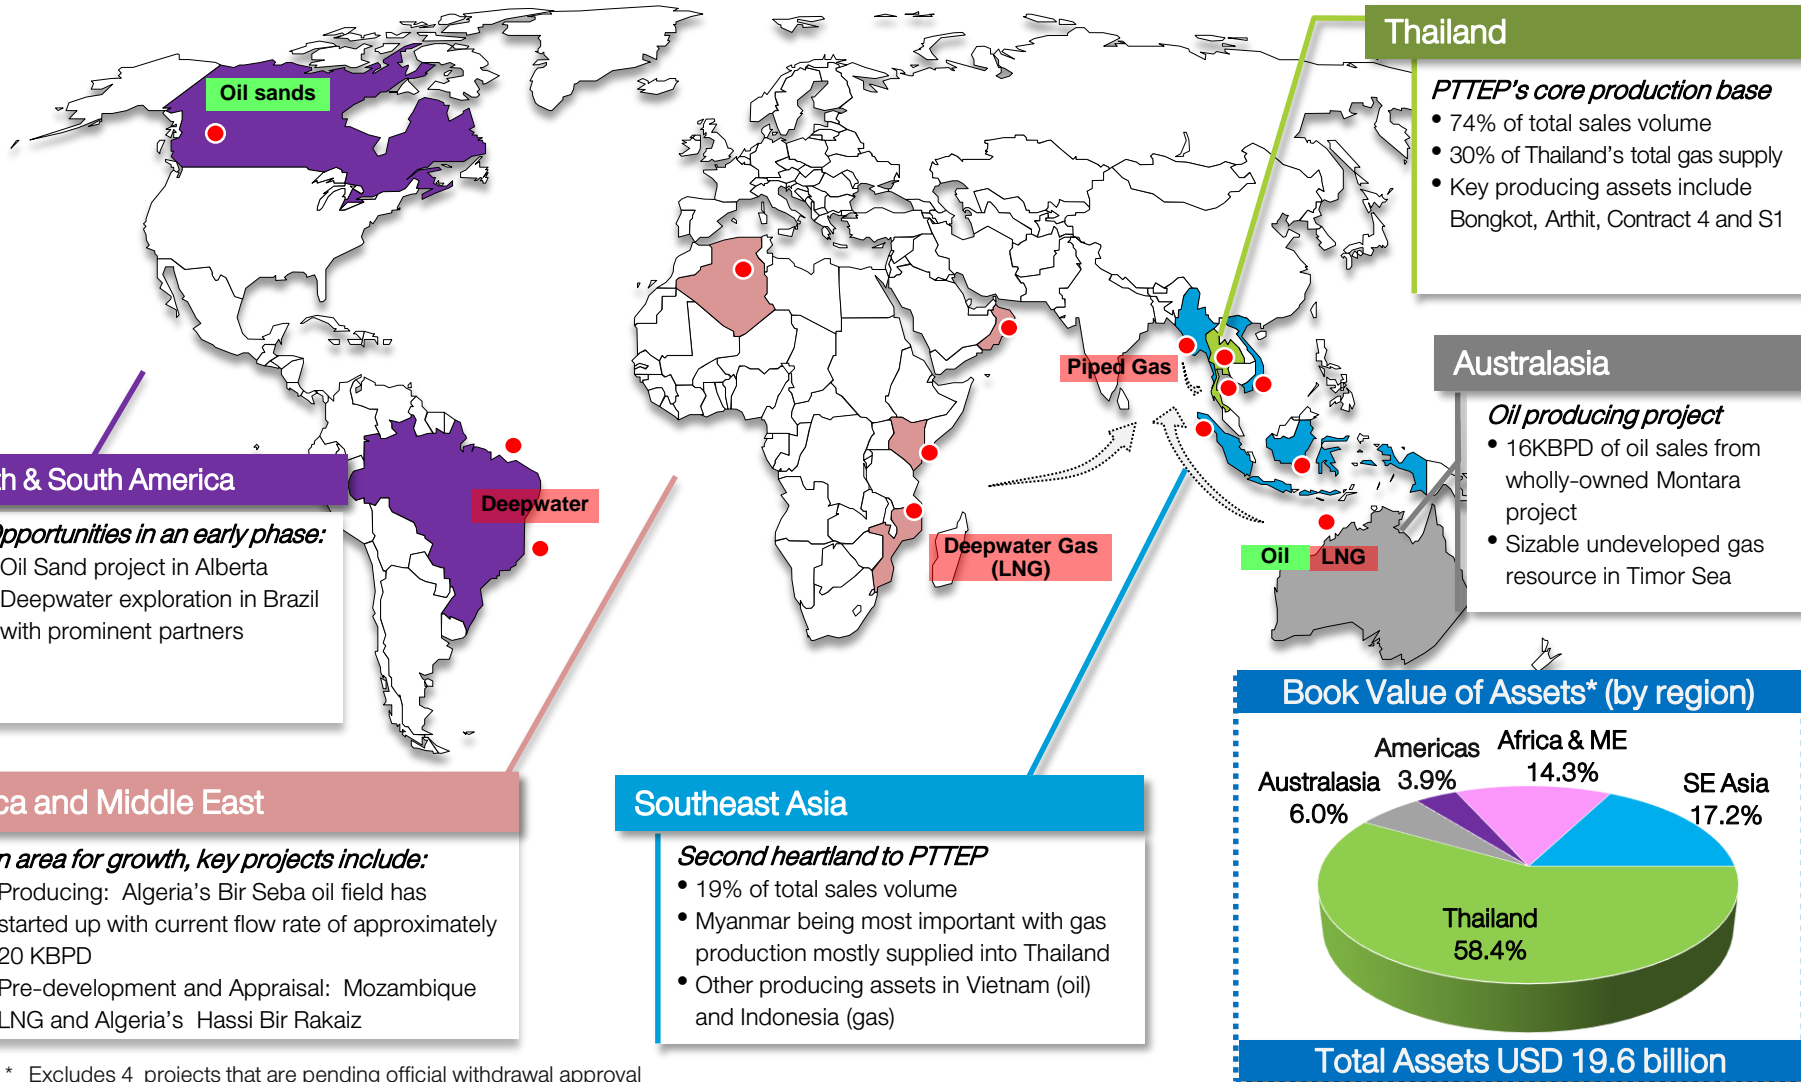 Thailand
PTTEP's core production base
• 74% of total sales volume
• 30% of Thailand's total gas supply
• Key producing assets include
Bongkot, Arthit, Contract 4 and S1
Oil sands
Piped Gas
Australasia
Oil producing project
• 16KBPD of oil sales from
wholly-owned Montara
project
• Sizable undeveloped gas
resource in Timor Sea
& South America
Opportunities in an early phase:
Oil Sand project in Alberta
Deepwater exploration in Brazil
with prominent partners
Deepwater
Deepwater Gas
(LNG)
Oil
LNG
and Middle East
area for growth, key projects include:
Producing: Algeria's Bir Seba oil field has
started up with current flow rate of approximately
20 KBPD
Pre-development and Appraisal: Mozambique
LNG and Algeria's Hassi Bir Rakaiz
Southeast Asia
Second heartland to PTTEP
• 19% of total sales volume
• Myanmar being most important with gas
production mostly supplied into Thailand
• Other producing assets in Vietnam (oil)
and Indonesia (gas)
Book Value of Assets* (by region)
Americas
3.9%
Africa & ME
14.3%
Australasia
6.0%
SE Asia
17.2%
Thailand
58.4%
Total Assets USD 19.6 billion
* Excludes 4 projects that are pending official withdrawal approval